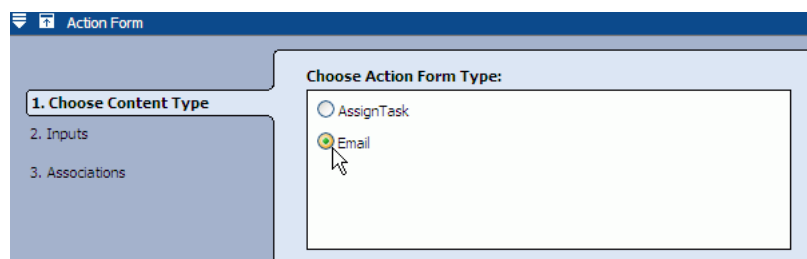 Action Form
Choose Action Form Type:
1. Choose Content Type
AssignTask
2. Inputs
Email
3. Associations